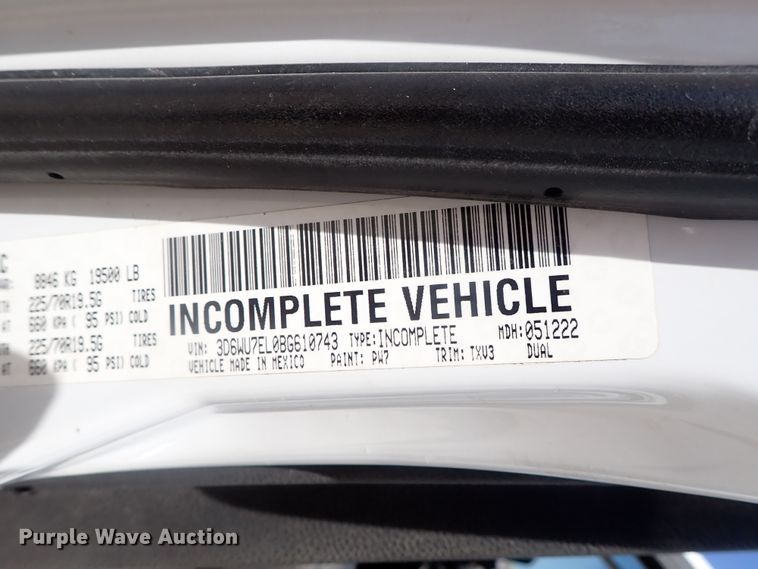 8846 KG 19500 LB
225/70R19.5G TIRES
AT 660 KPA ( 95 PSI) COLD
225/70R19.5G TIRES
AT 660 KPA ( 95 PSI) COLD
INCOMPLETE VEHICLE
VIN: 3D6WU7EL0BG610743 TYPE:INCOMPLETE MDH:051222
VEHICLE MADE IN MEXICO PAINT: PW7 TRIM: TXV3 DUAL
Purple Wave Auction